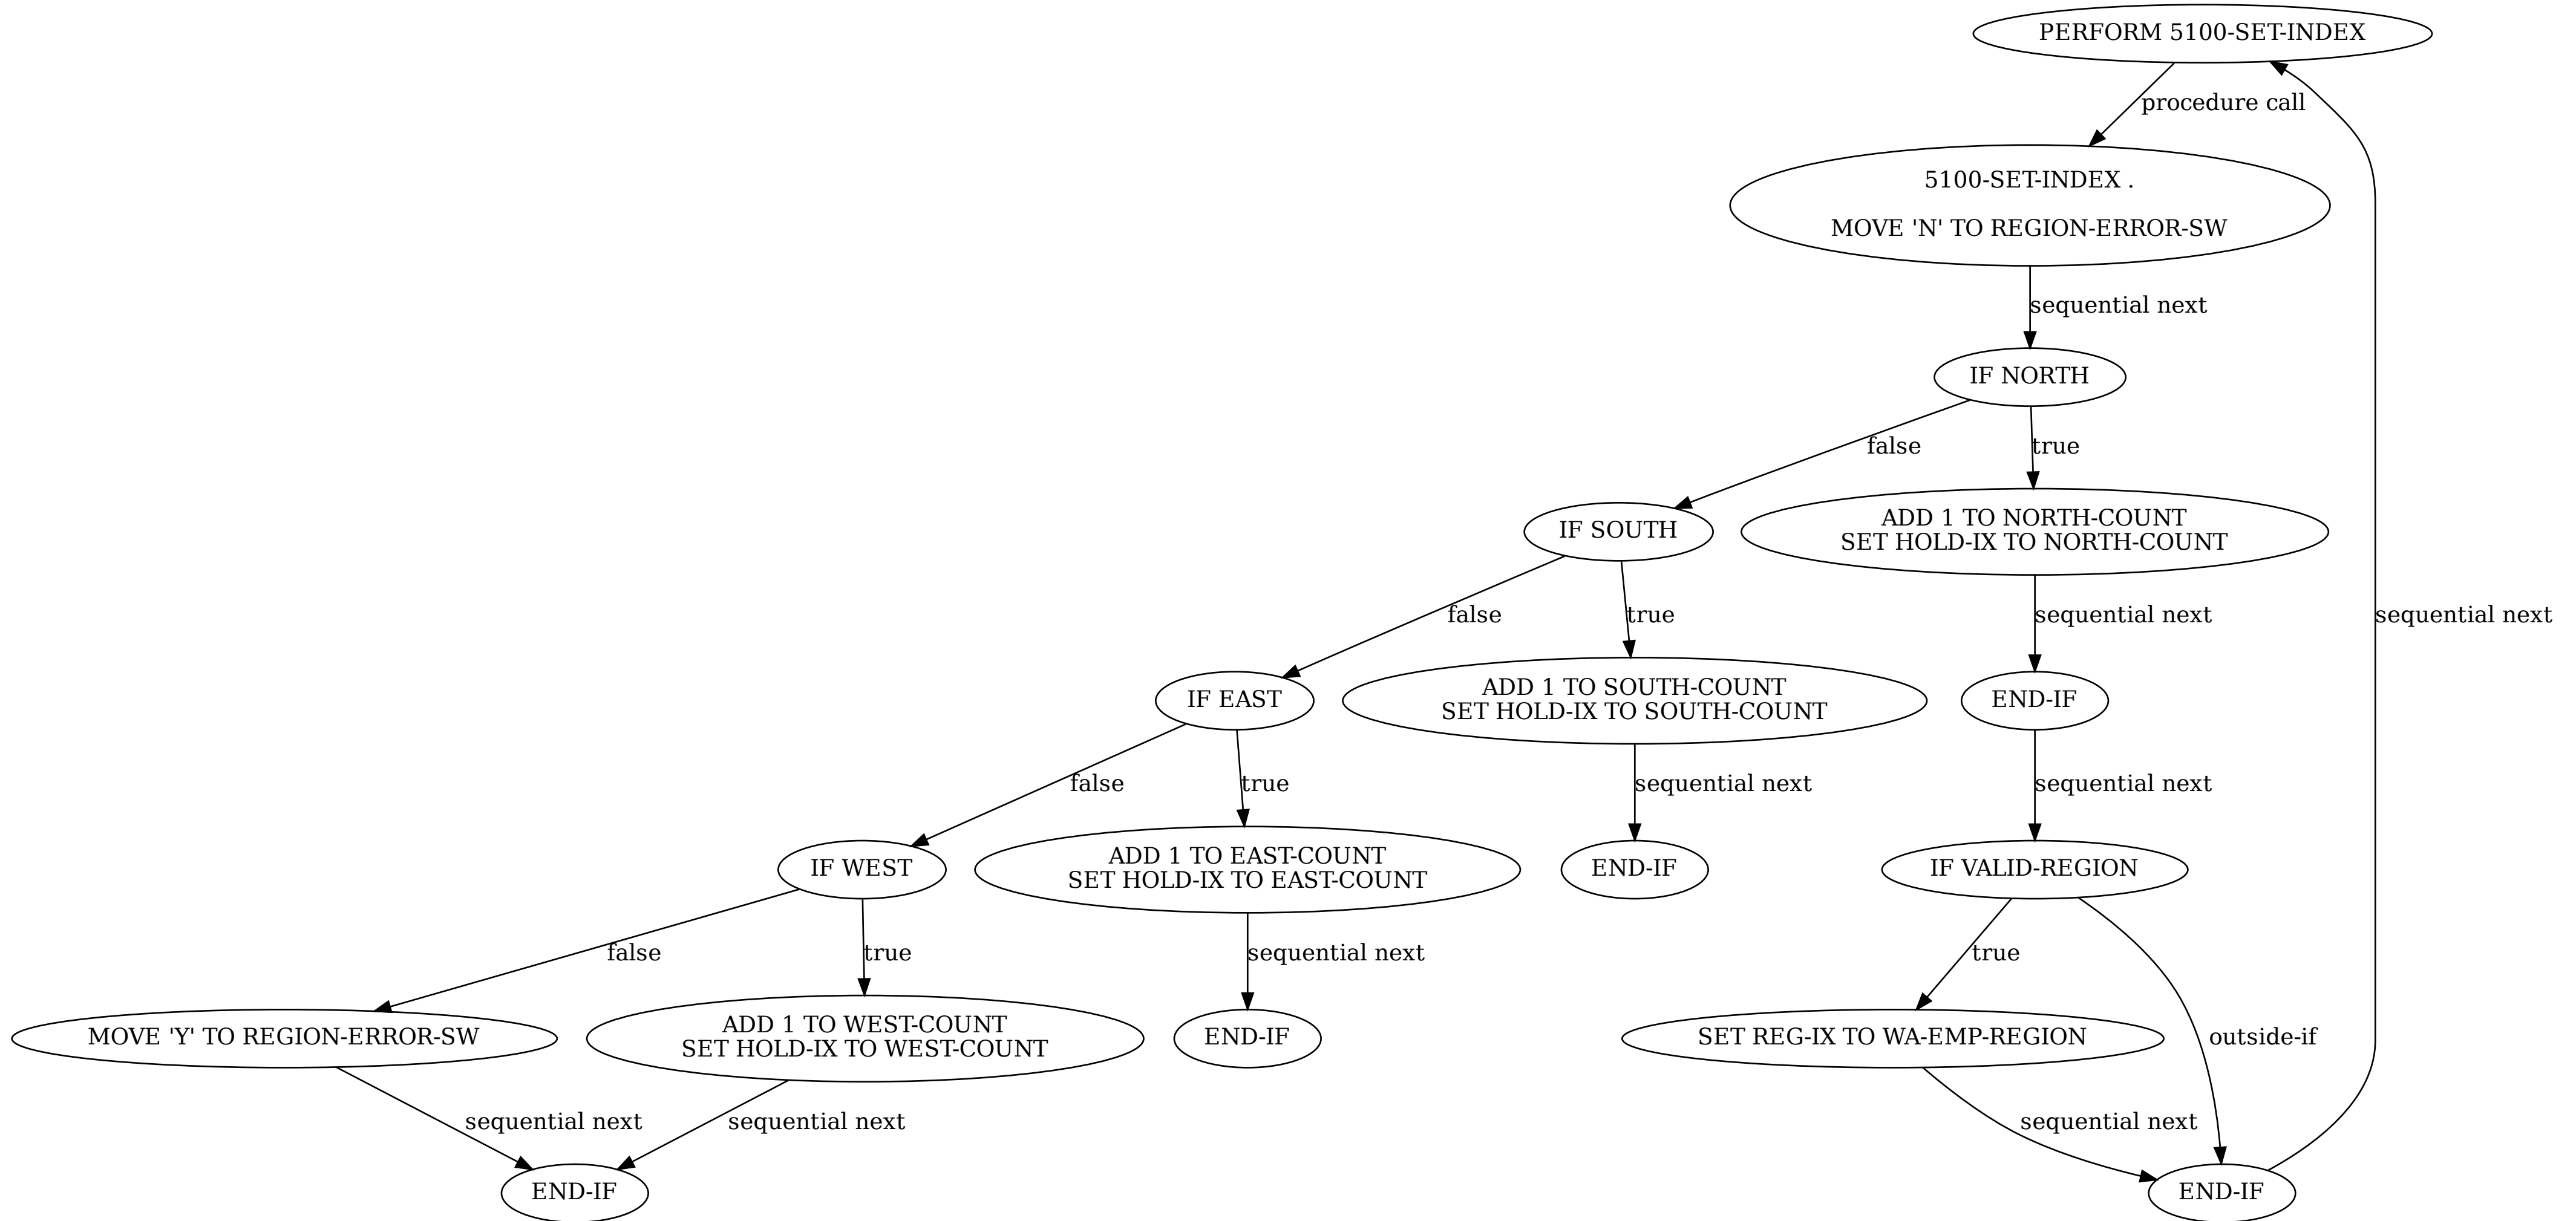 PERFORM 5100-SET-INDEX
procedure call
5100-SET-INDEX .
MOVE 'N' TO REGION-ERROR-SW
sequential next
IF NORTH
false
true
IF SOUTH
ADD 1 TO NORTH-COUNT
SET HOLD-IX TO NORTH-COUNT
false
true
sequential next
sequential next
IF EAST
ADD 1 TO SOUTH-COUNT
SET HOLD-IX TO SOUTH-COUNT
END-IF
false
true
sequential next
sequential next
IF WEST
ADD 1 TO EAST-COUNT
SET HOLD-IX TO EAST-COUNT
END-IF
IF VALID-REGION
false
true
sequential next
true
MOVE 'Y' TO REGION-ERROR-SW
ADD 1 TO WEST-COUNT
SET HOLD-IX TO WEST-COUNT
END-IF
SET REG-IX TO WA-EMP-REGION
outside-if
sequential next
sequential next
sequential next
END-IF
END-IF